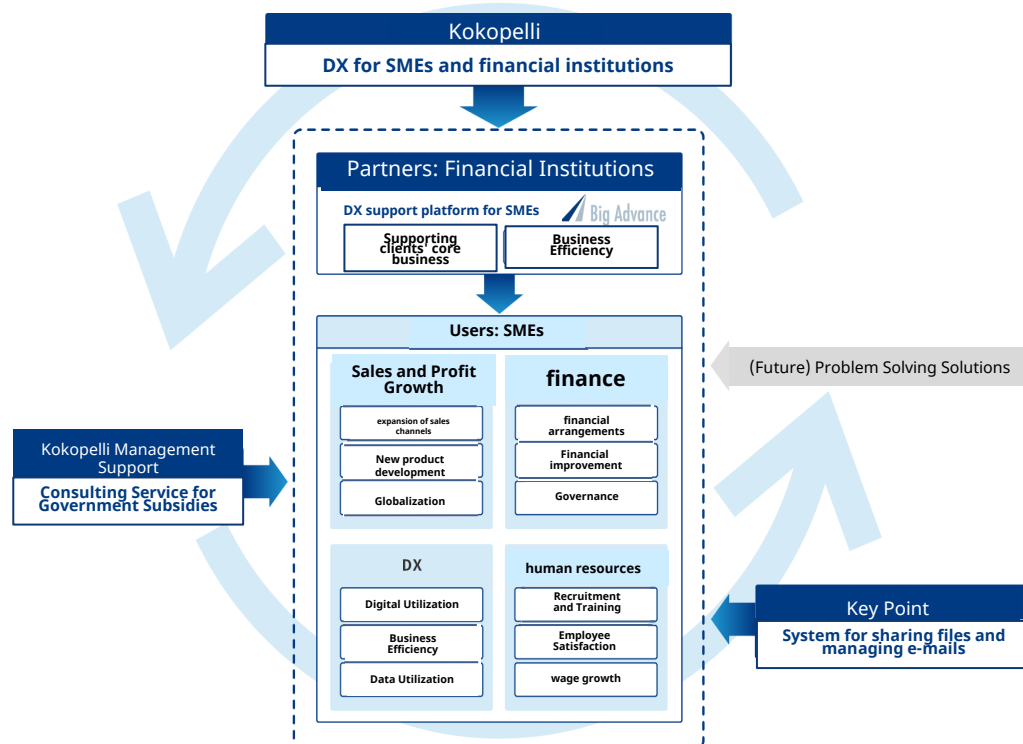 Kokopelli
DX for SMEs and financial institutions
Partners: Financial Institutions
DX support platform for SMEs
Big Advance
Supporting
clients' core
business
Business
Efficiency
Users: SMEs
Sales and Profit
Growth
expansion of sales
channels
New product
development
Globalization
finance
financial
arrangements
Financial
improvement
Governance
DX
Digital Utilization
Business
Efficiency
Data Utilization
human resources
Recruitment
and Training
Employee
Satisfaction
wage growth
(Future) Problem Solving Solutions
Kokopelli Management
Support
Consulting Service for
Government Subsidies
Key Point
System for sharing files and
managing e-mails